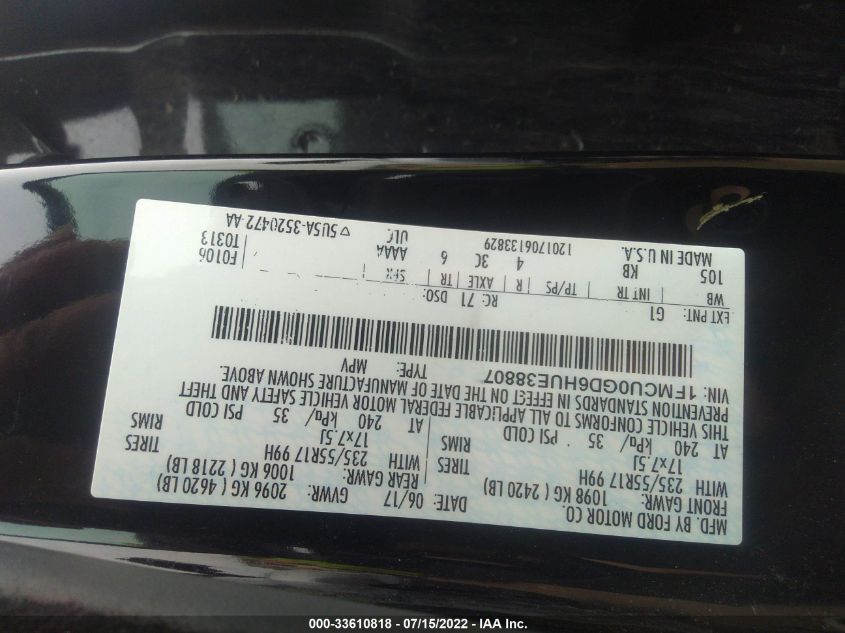 MFD. BY FORD MOTOR CO.
DATE: 06/17 GVWR: 2096 KG ( 4620 LB)
FRONT GAWR: 1098 KG ( 2420 LB) REAR GAWR: 1006 KG ( 2218 LB)
WITH 235/55R17 99H TIRES WITH 235/55R17 99H TIRES
17x7.5J RIMS 17x7.5J RIMS
AT 240 kPa/ 35 PSI COLD AT 240 kPa/ 35 PSI COLD
THIS VEHICLE CONFORMS TO ALL APPLICABLE FEDERAL MOTOR VEHICLE SAFETY AND THEFT
PREVENTION STANDARDS IN EFFECT ON THE DATE OF MANUFACTURE SHOWN ABOVE.
VIN: 1FMCU0GD6HUE38807 TYPE: MPV
EXT PNT: G1 RC: 71 DSO: F0106 T0313
WB INT TR TP/PS R AXLE TR SPR
105 KB 4 3C 6 AAAA
MADE IN U.S.A. 1201706133829 ULC ▽5U5A-3520472-AA
000-33610818 - 07/15/2022 - IAA Inc.